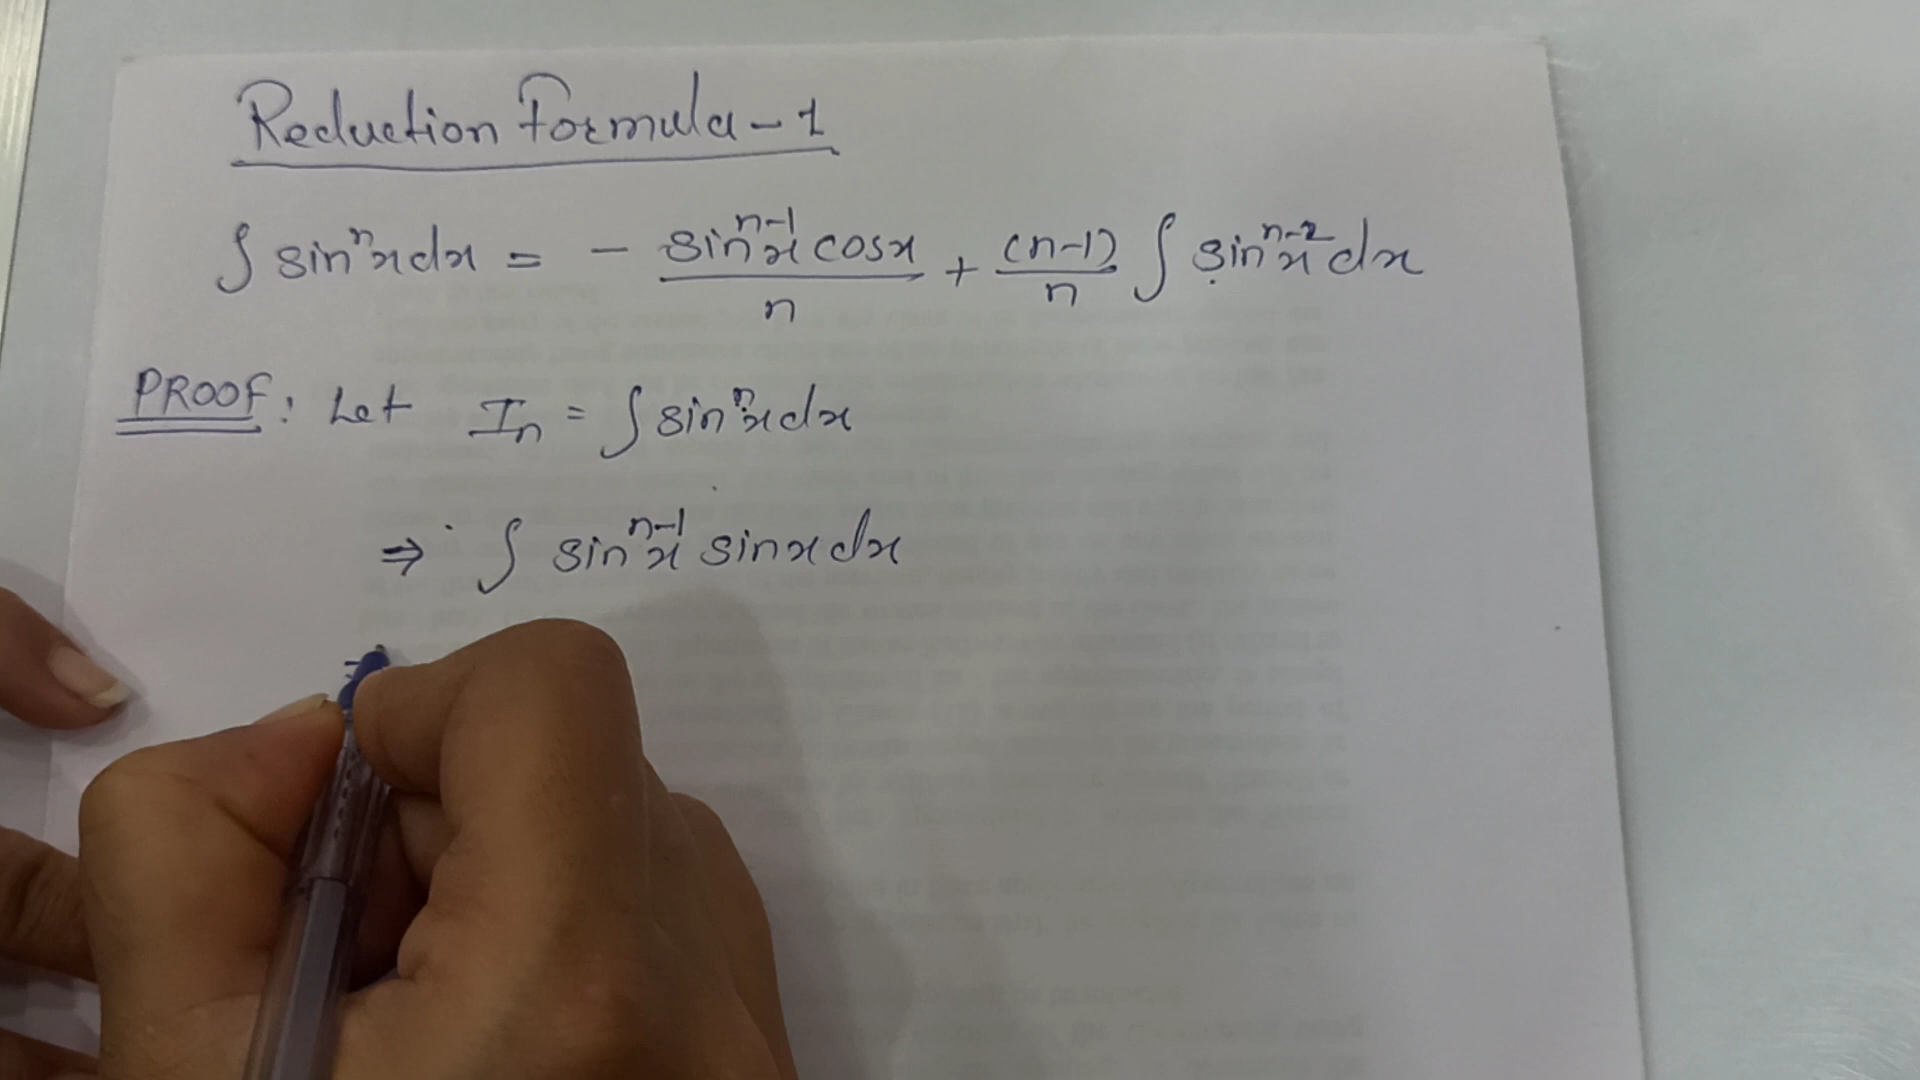 Reduction Formula-1
∫ sinⁿx dx = - sinⁿ⁻¹x cosx / n + (n-1)/n ∫ sinⁿ⁻²x dx
PROOF: Let Iₙ = ∫ sinⁿx dx
⇒ ∫ sinⁿ⁻¹x sinx dx